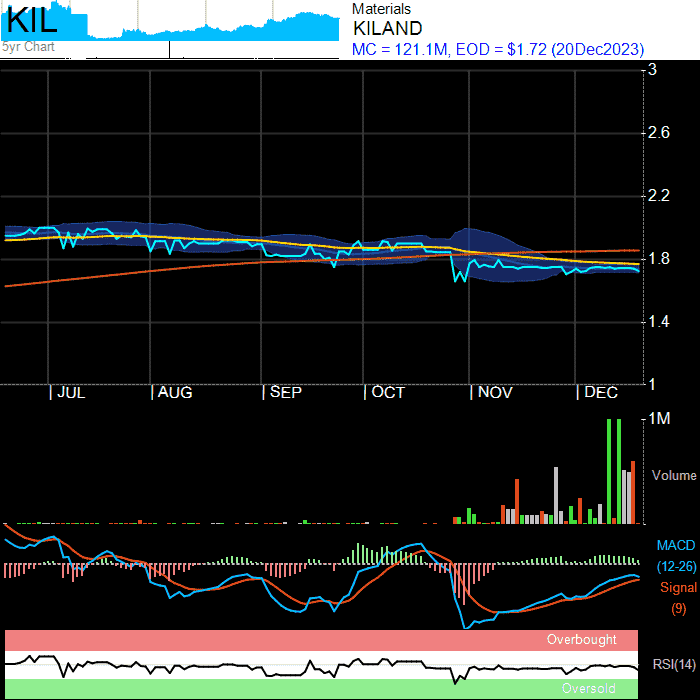 KIL
5yr Chart
Materials
KILAND
MC = 121.1M, EOD = $1.72 (20Dec2023)
3
2.6
2.2
1.8
1.4
1
JUL
AUG
SEP
OCT
NOV
DEC
1M
Volume
MACD
(12-26)
Signal
(9)
Overbought
RSI(14)
Oversold